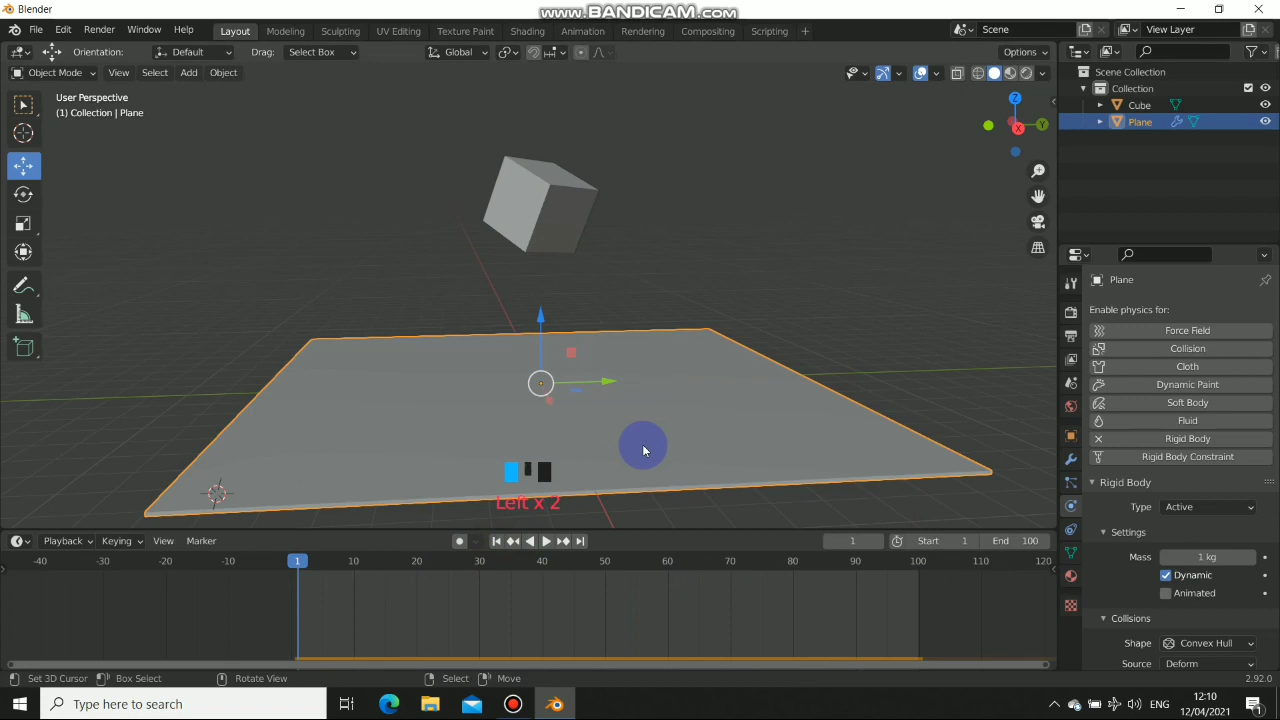 Blender
www.BANDICAM.com
File Edit Render Window Help
Layout Modeling Sculpting UV Editing Texture Paint Shading Animation Rendering Compositing Scripting +
Scene View Layer
Orientation: Default Drag: Select Box Global Options
Object Mode View Select Add Object
User Perspective
(1) Collection | Plane
Z
Y
X
Scene Collection
Collection
Cube
Plane
Plane
Enable physics for:
Force Field
Collision
Cloth
Dynamic Paint
Soft Body
Fluid
Rigid Body
Rigid Body Constraint
Rigid Body
Type Active
Settings
Mass 1 kg
Dynamic
Animated
Collisions
Shape Convex Hull
Source Deform
Left x 2
Playback Keying View Marker 1 Start 1 End 100
-40 -30 -20 -10 1 10 20 30 40 50 60 70 80 90 100 110 120
Set 3D Cursor Box Select Rotate View Select Move 2.92.0
Type here to search
ENG
12:10
12/04/2021
1